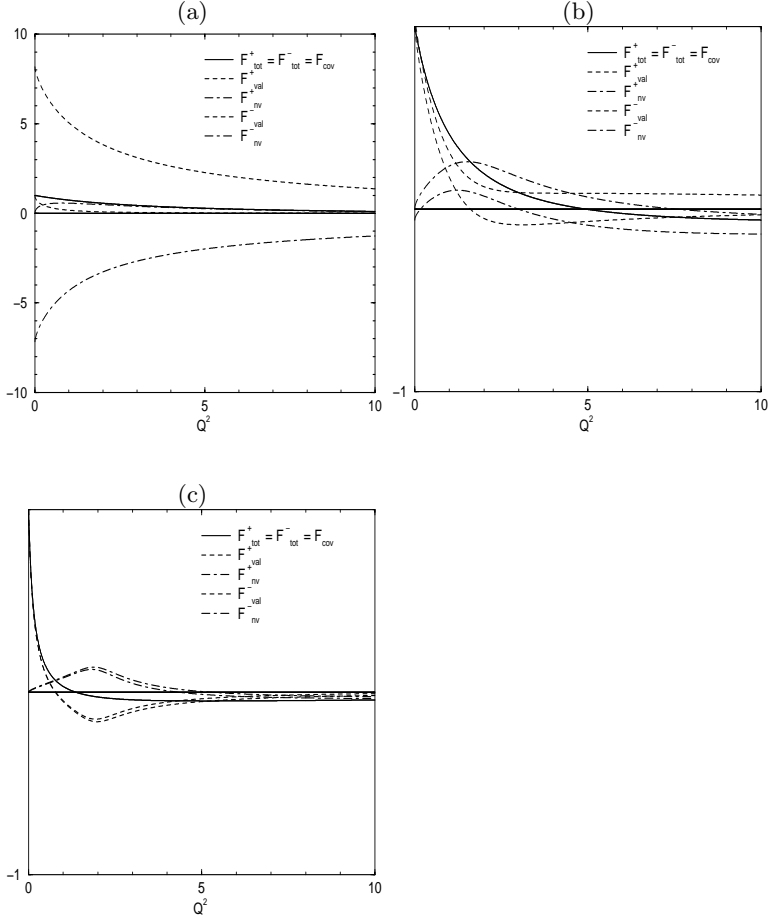 (a)
10
5
0
−5
−10
0
5
10
Q²
F⁺tot = F⁻tot = Fcov
F⁺val
F⁺nv
F⁻val
F⁻nv
(b)
−1
0
5
10
Q²
F⁺tot = F⁻tot = Fcov
F⁺val
F⁺nv
F⁻val
F⁻nv
(c)
−1
0
5
10
Q²
F⁺tot = F⁻tot = Fcov
F⁺val
F⁺nv
F⁻val
F⁻nv